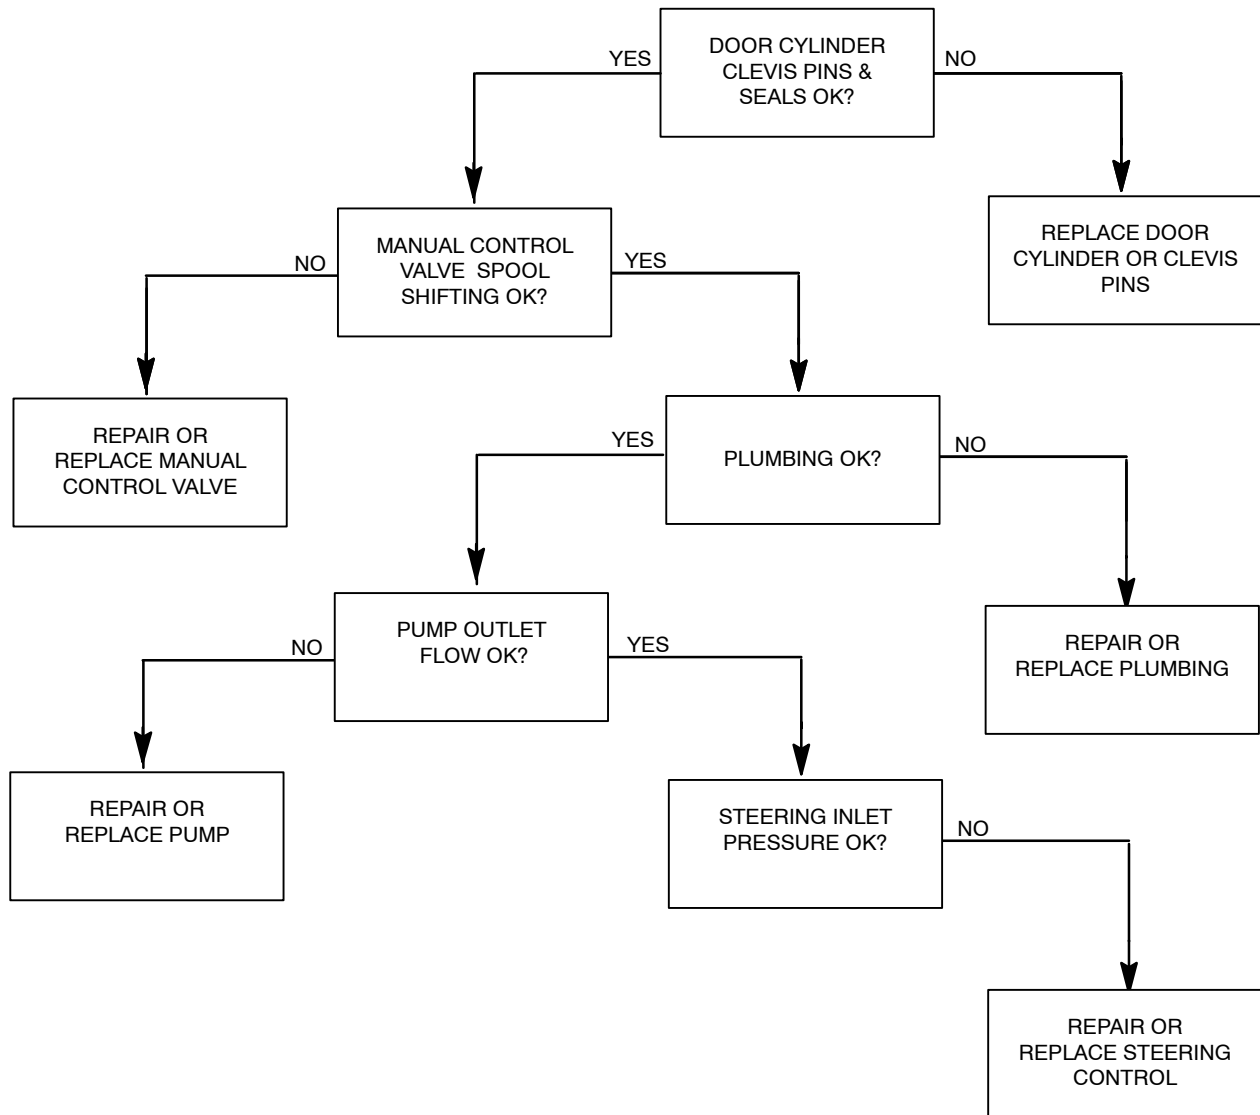 DOOR CYLINDER
CLEVIS PINS &
SEALS OK?
YES
NO
MANUAL CONTROL
VALVE  SPOOL
SHIFTING OK?
REPLACE DOOR
CYLINDER OR CLEVIS
PINS
NO
YES
REPAIR OR
REPLACE MANUAL
CONTROL VALVE
YES
PLUMBING OK?
NO
PUMP OUTLET
FLOW OK?
NO
YES
REPAIR OR
REPLACE PLUMBING
REPAIR OR
REPLACE PUMP
STEERING INLET
PRESSURE OK?
NO
REPAIR OR
REPLACE STEERING
CONTROL